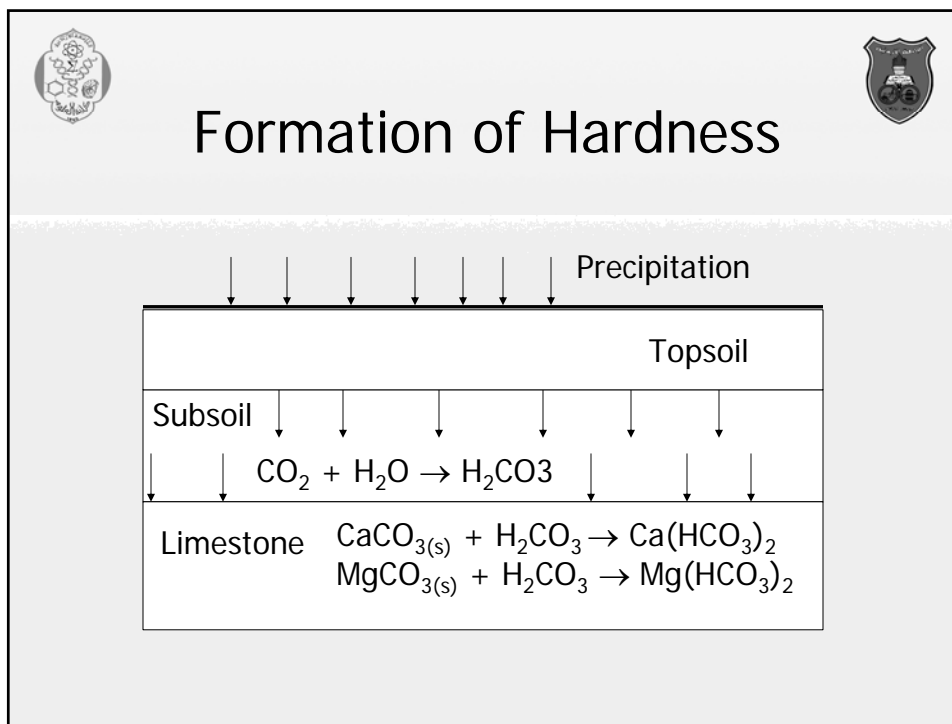 Formation of Hardness
Precipitation
Topsoil
Subsoil
CO₂ + H₂O → H₂CO3
Limestone
CaCO₃(s) + H₂CO₃ → Ca(HCO₃)₂
MgCO₃(s) + H₂CO₃ → Mg(HCO₃)₂